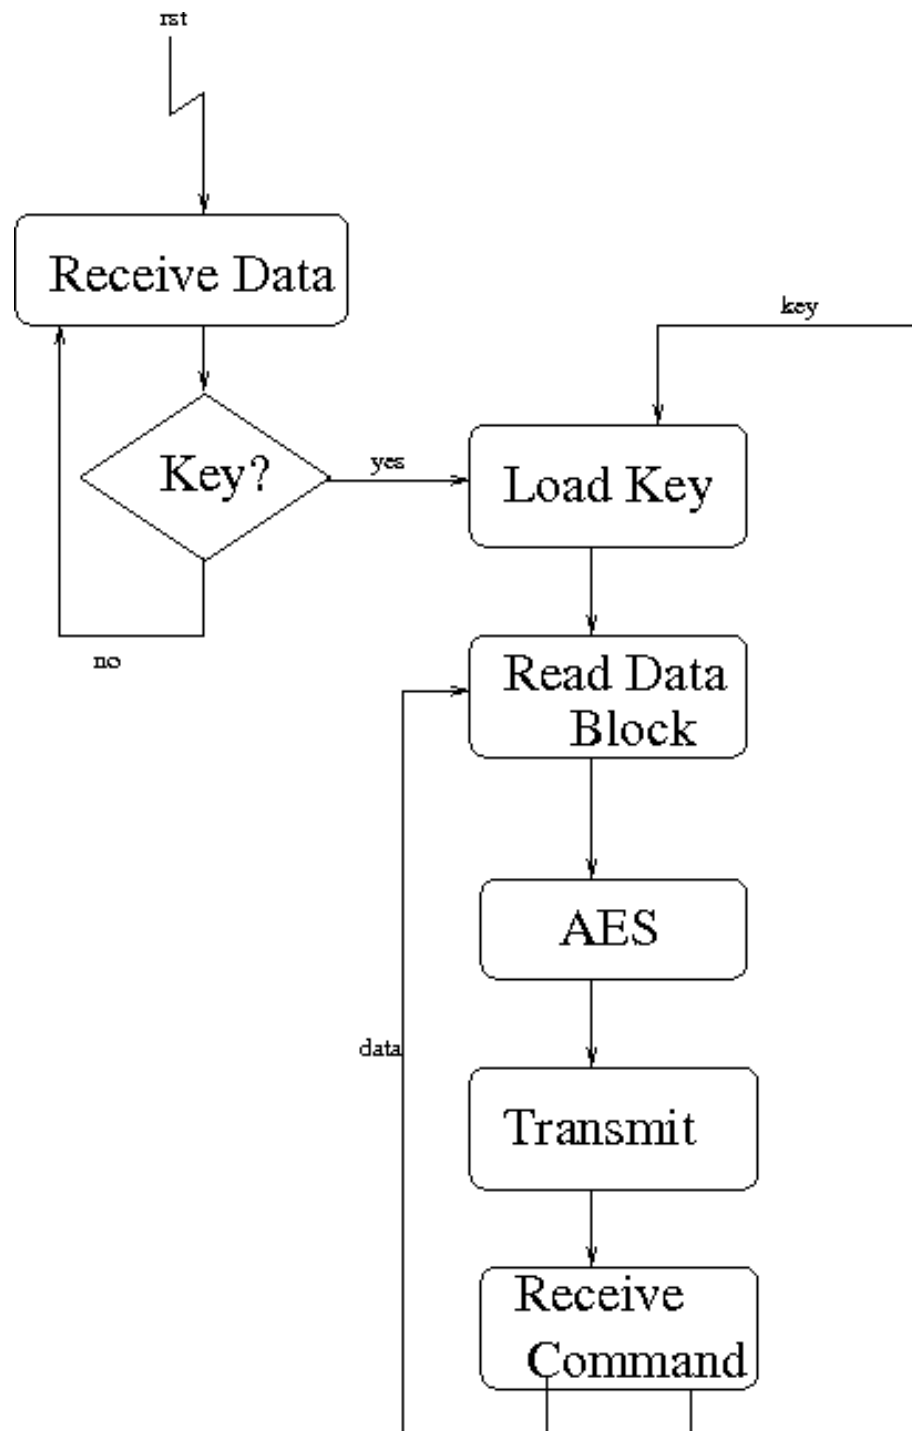 rst
Receive Data
key
Key?
yes
Load Key
no
Read Data
Block
AES
data
Transmit
Receive
Command